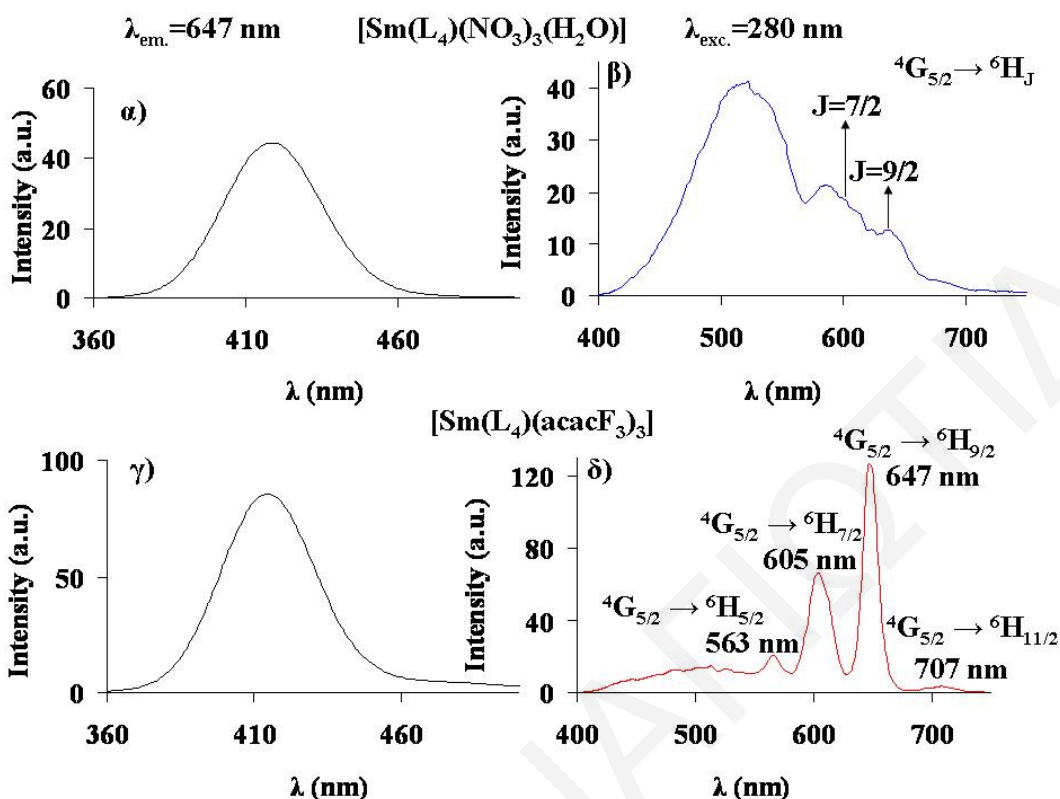 λem.=647 nm [Sm(L4)(NO3)3(H2O)] λexc.=280 nm
α)
Intensity (a.u.)
60
40
20
0
360 410 460
λ (nm)
β)
4G5/2 → 6HJ
J=7/2
J=9/2
Intensity (a.u.)
40
30
20
10
0
400 500 600 700
λ (nm)
[Sm(L4)(acacF3)3]
γ)
Intensity (a.u.)
100
50
0
360 410 460
λ (nm)
δ)
4G5/2 → 6H9/2
647 nm
4G5/2 → 6H7/2
605 nm
4G5/2 → 6H5/2
563 nm
4G5/2 → 6H11/2
707 nm
Intensity (a.u.)
120
80
40
0
400 500 600 700
λ (nm)